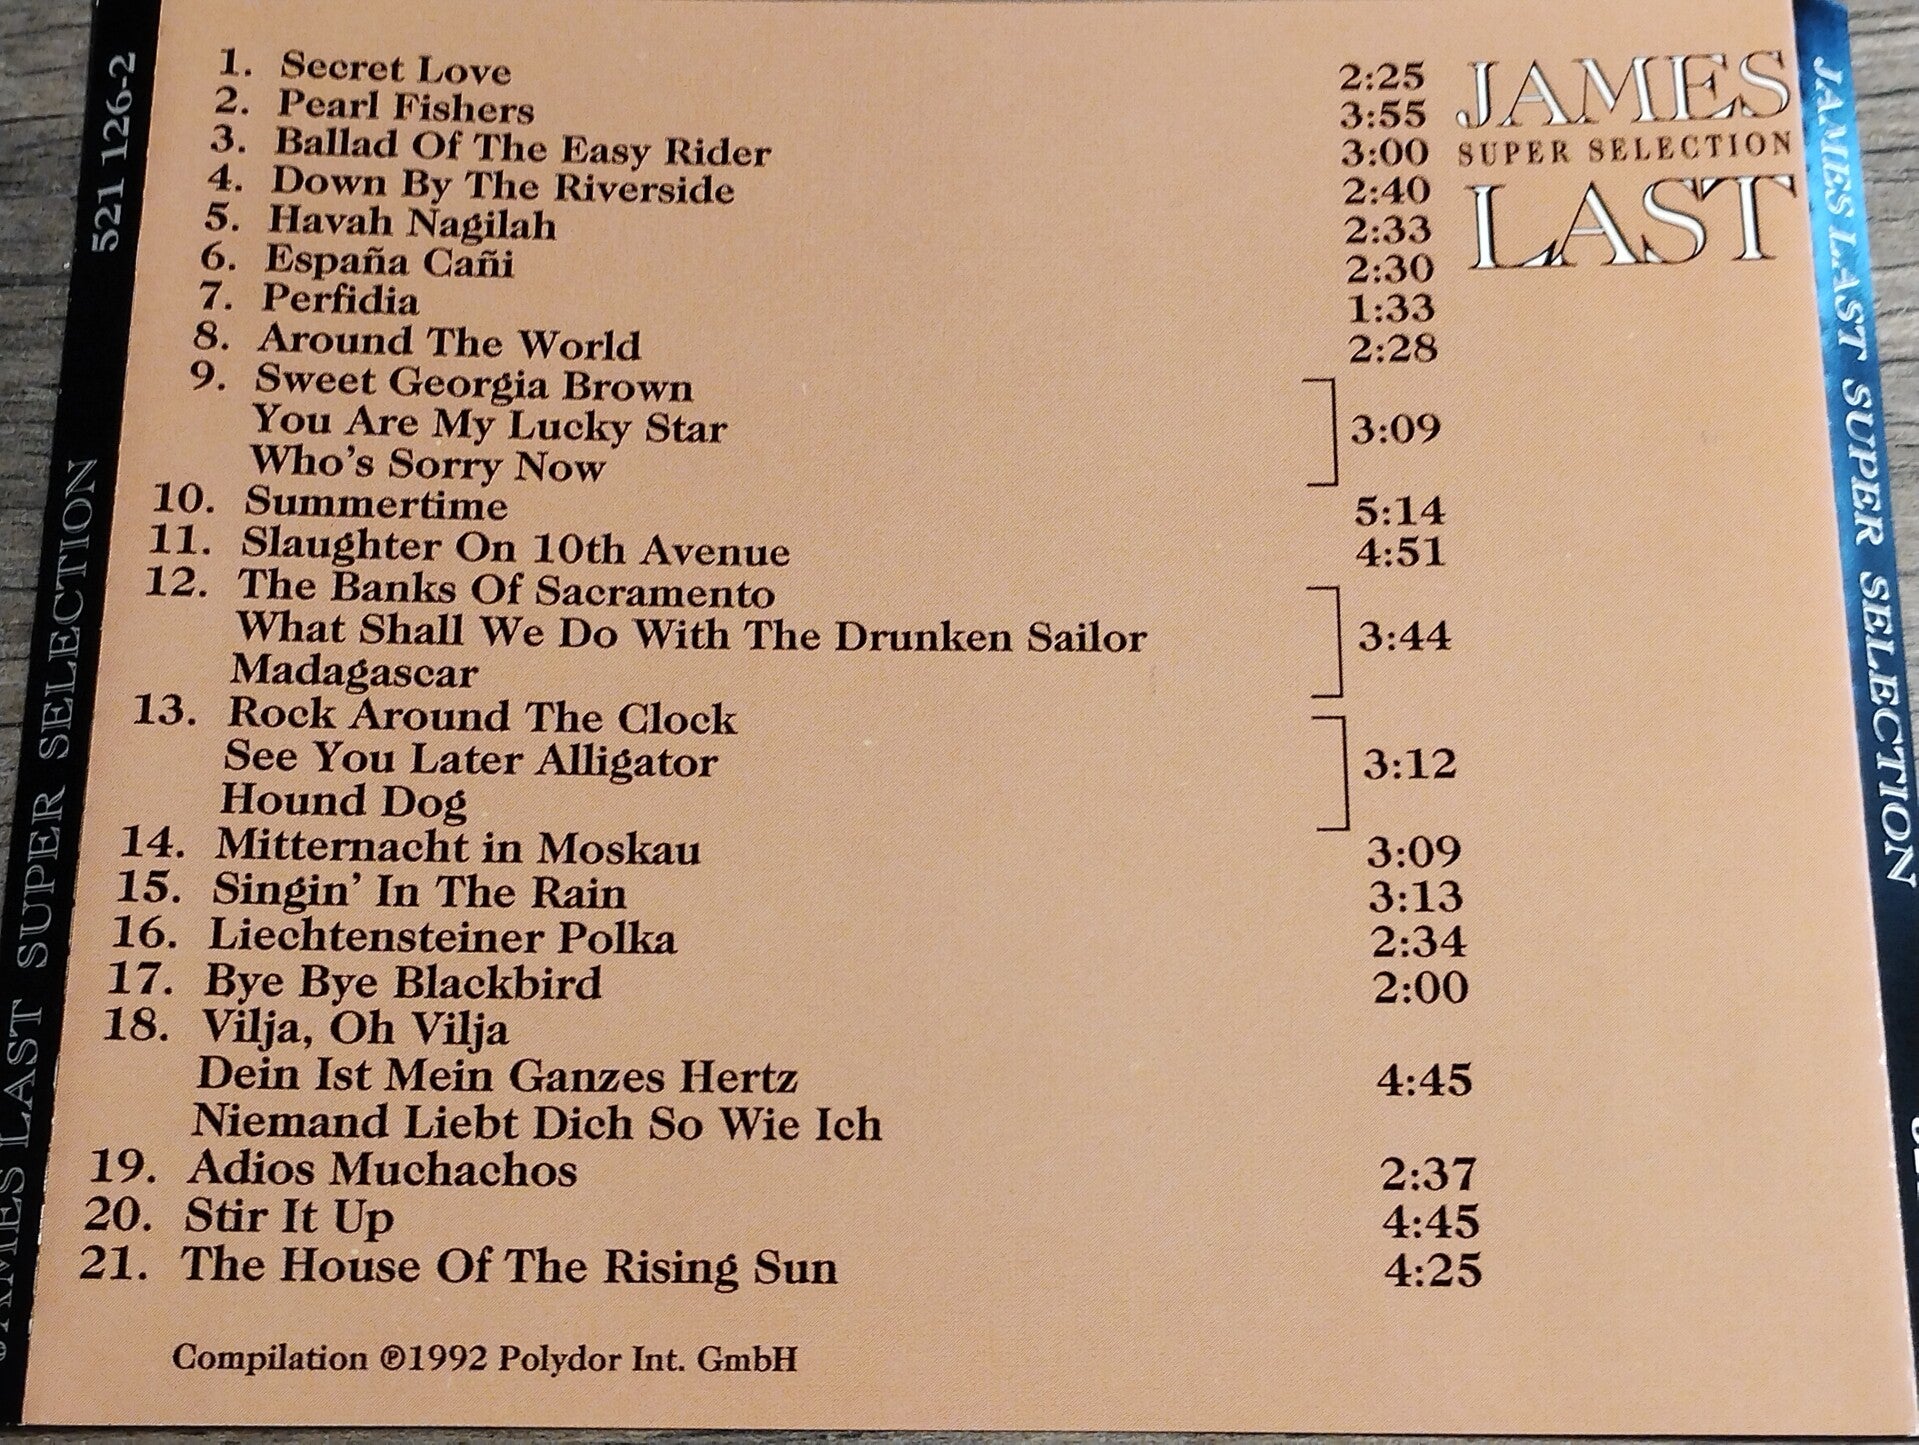 521 126-2
JAMES LAST SUPER SELECTION
1. Secret Love 2:25
2. Pearl Fishers 3:55
3. Ballad Of The Easy Rider 3:00
4. Down By The Riverside 2:40
5. Havah Nagilah 2:33
6. España Cañi 2:30
7. Perfidia 1:33
8. Around The World 2:28
9. Sweet Georgia Brown
You Are My Lucky Star 3:09
Who's Sorry Now
10. Summertime 5:14
11. Slaughter On 10th Avenue 4:51
12. The Banks Of Sacramento
What Shall We Do With The Drunken Sailor 3:44
Madagascar
13. Rock Around The Clock
See You Later Alligator 3:12
Hound Dog
14. Mitternacht in Moskau 3:09
15. Singin' In The Rain 3:13
16. Liechtensteiner Polka 2:34
17. Bye Bye Blackbird 2:00
18. Vilja, Oh Vilja
Dein Ist Mein Ganzes Hertz 4:45
Niemand Liebt Dich So Wie Ich
19. Adios Muchachos 2:37
20. Stir It Up 4:45
21. The House Of The Rising Sun 4:25
Compilation ℗1992 Polydor Int. GmbH
JAMES
SUPER SELECTION
LAST
JAMES LAST SUPER SELECTION